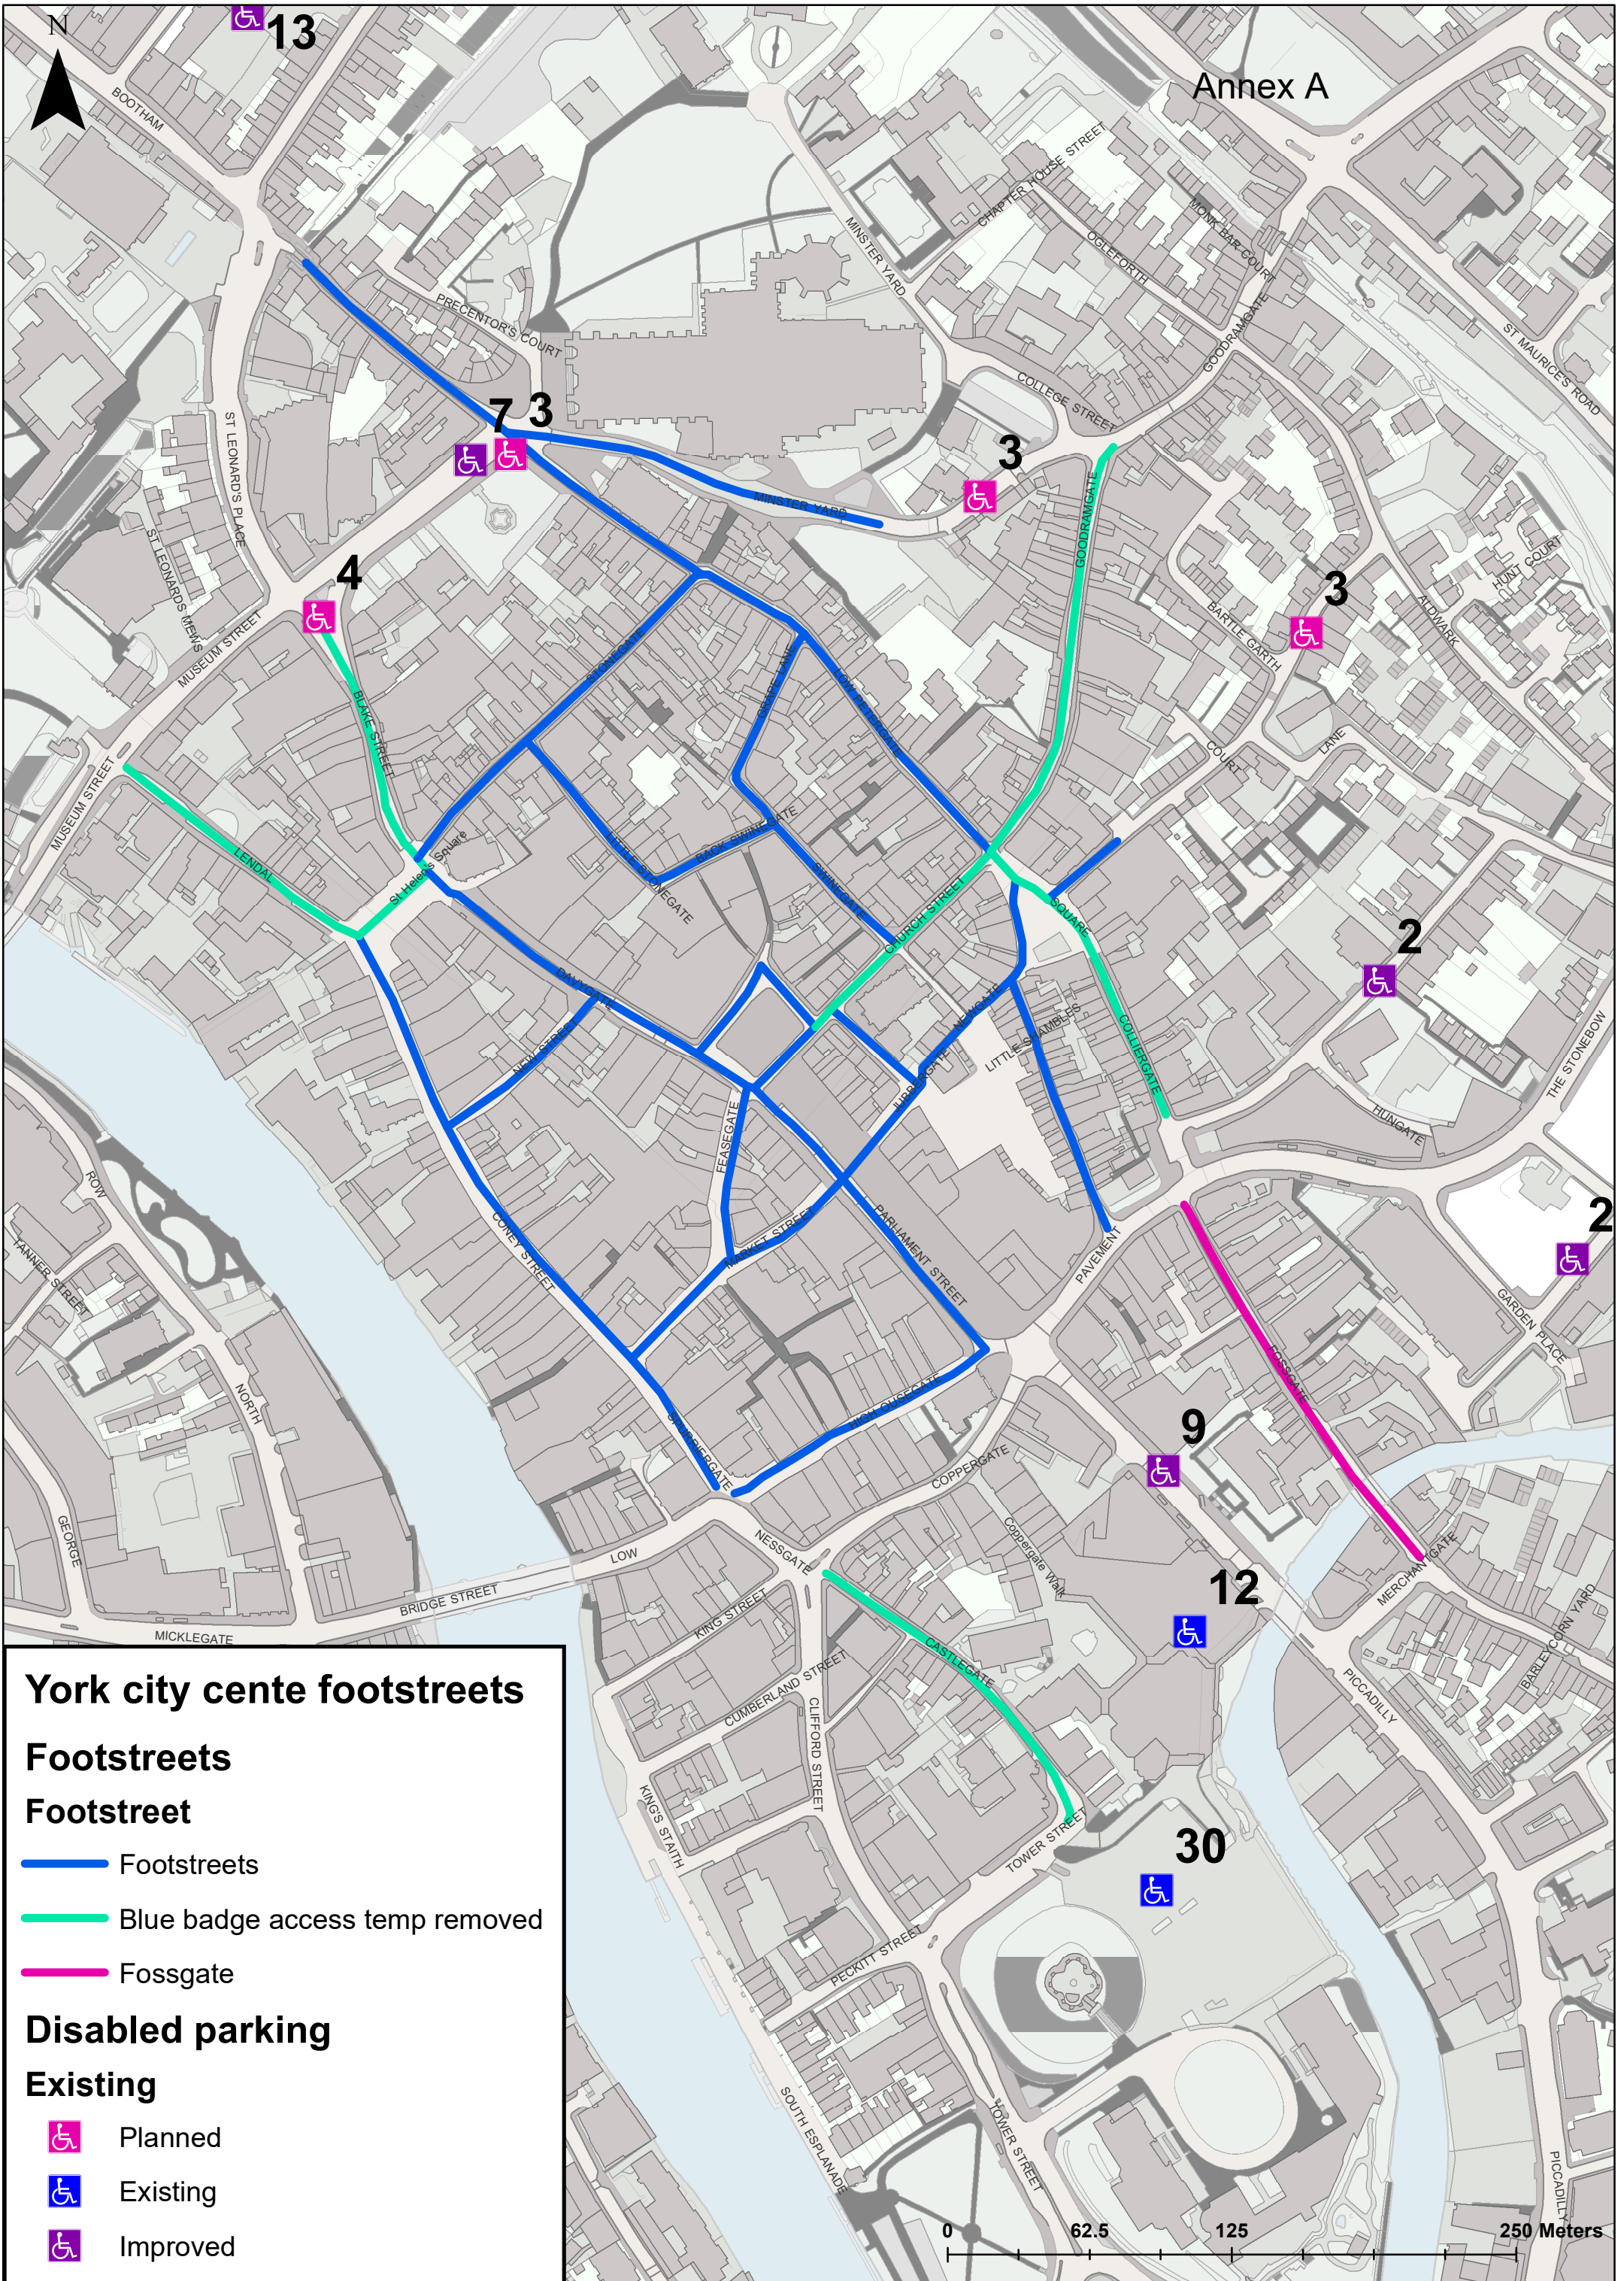 N
13
Annex A
BOOTHAM
CHAPTER HOUSE STREET
MONK BAR COURT
OGLEFORTH
MINSTER YARD
PRECENTOR'S COURT
GOODRAMGATE
ST MAURICE'S ROAD
COLLEGE STREET
7
3
3
ST LEONARD'S PLACE
MINSTER YARD
GOODRAMGATE
ST LEONARDS MEWS
HUNT COURT
4
3
ALDWARK
BARTLE GARTH
MUSEUM STREET
STONEGATE
GRAPE LANE
LOW PETERGATE
BLAKE STREET
COURT
LANE
MUSEUM STREET
LENDAL
St Helens Square
LITTLE STONEGATE
BACK SWINEGATE
SWINEGATE
CHURCH STREET
SQUARE
2
DAVYGATE
NEW STREET
NEWGATE
JUBBERGATE
LITTLE SHAMBLES
COLLIERGATE
THE STONEBOW
HUNGATE
FEASEGATE
ROW
TANNER STREET
CONEY STREET
MARKET STREET
PARLIAMENT STREET
PAVEMENT
2
GARDEN PLACE
NORTH
FOSSGATE
HIGH OUSEGATE
SPURRIERGATE
9
COPPERGATE
GEORGE
NESSGATE
LOW
Coppergate Walk
MERCHANTGATE
BRIDGE STREET
12
MICKLEGATE
KING STREET
BARLEYCORN YARD
CASTLEGATE
CUMBERLAND STREET
CLIFFORD STREET
PICCADILLY
KING'S STAITH
TOWER STREET
30
PECKITT STREET
SOUTH ESPLANADE
TOWER STREET
PICCADILLY
York city cente footstreets
Footstreets
Footstreet
Footstreets
Blue badge access temp removed
Fossgate
Disabled parking
Existing
Planned
Existing
Improved
0 62.5 125 250 Meters